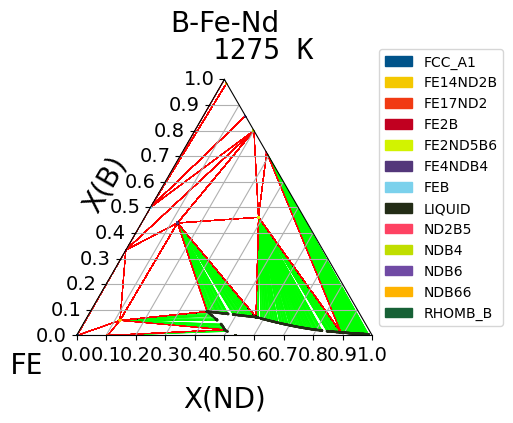 B-Fe-Nd
1275 K
1.0
0.9
0.8
0.7
0.6
0.5
0.4
0.3
0.2
0.1
0.0
X(B)
0.00.10.20.30.40.50.60.70.80.91.0
FE
X(ND)
FCC_A1
FE14ND2B
FE17ND2
FE2B
FE2ND5B6
FE4NDB4
FEB
LIQUID
ND2B5
NDB4
NDB6
NDB66
RHOMB_B